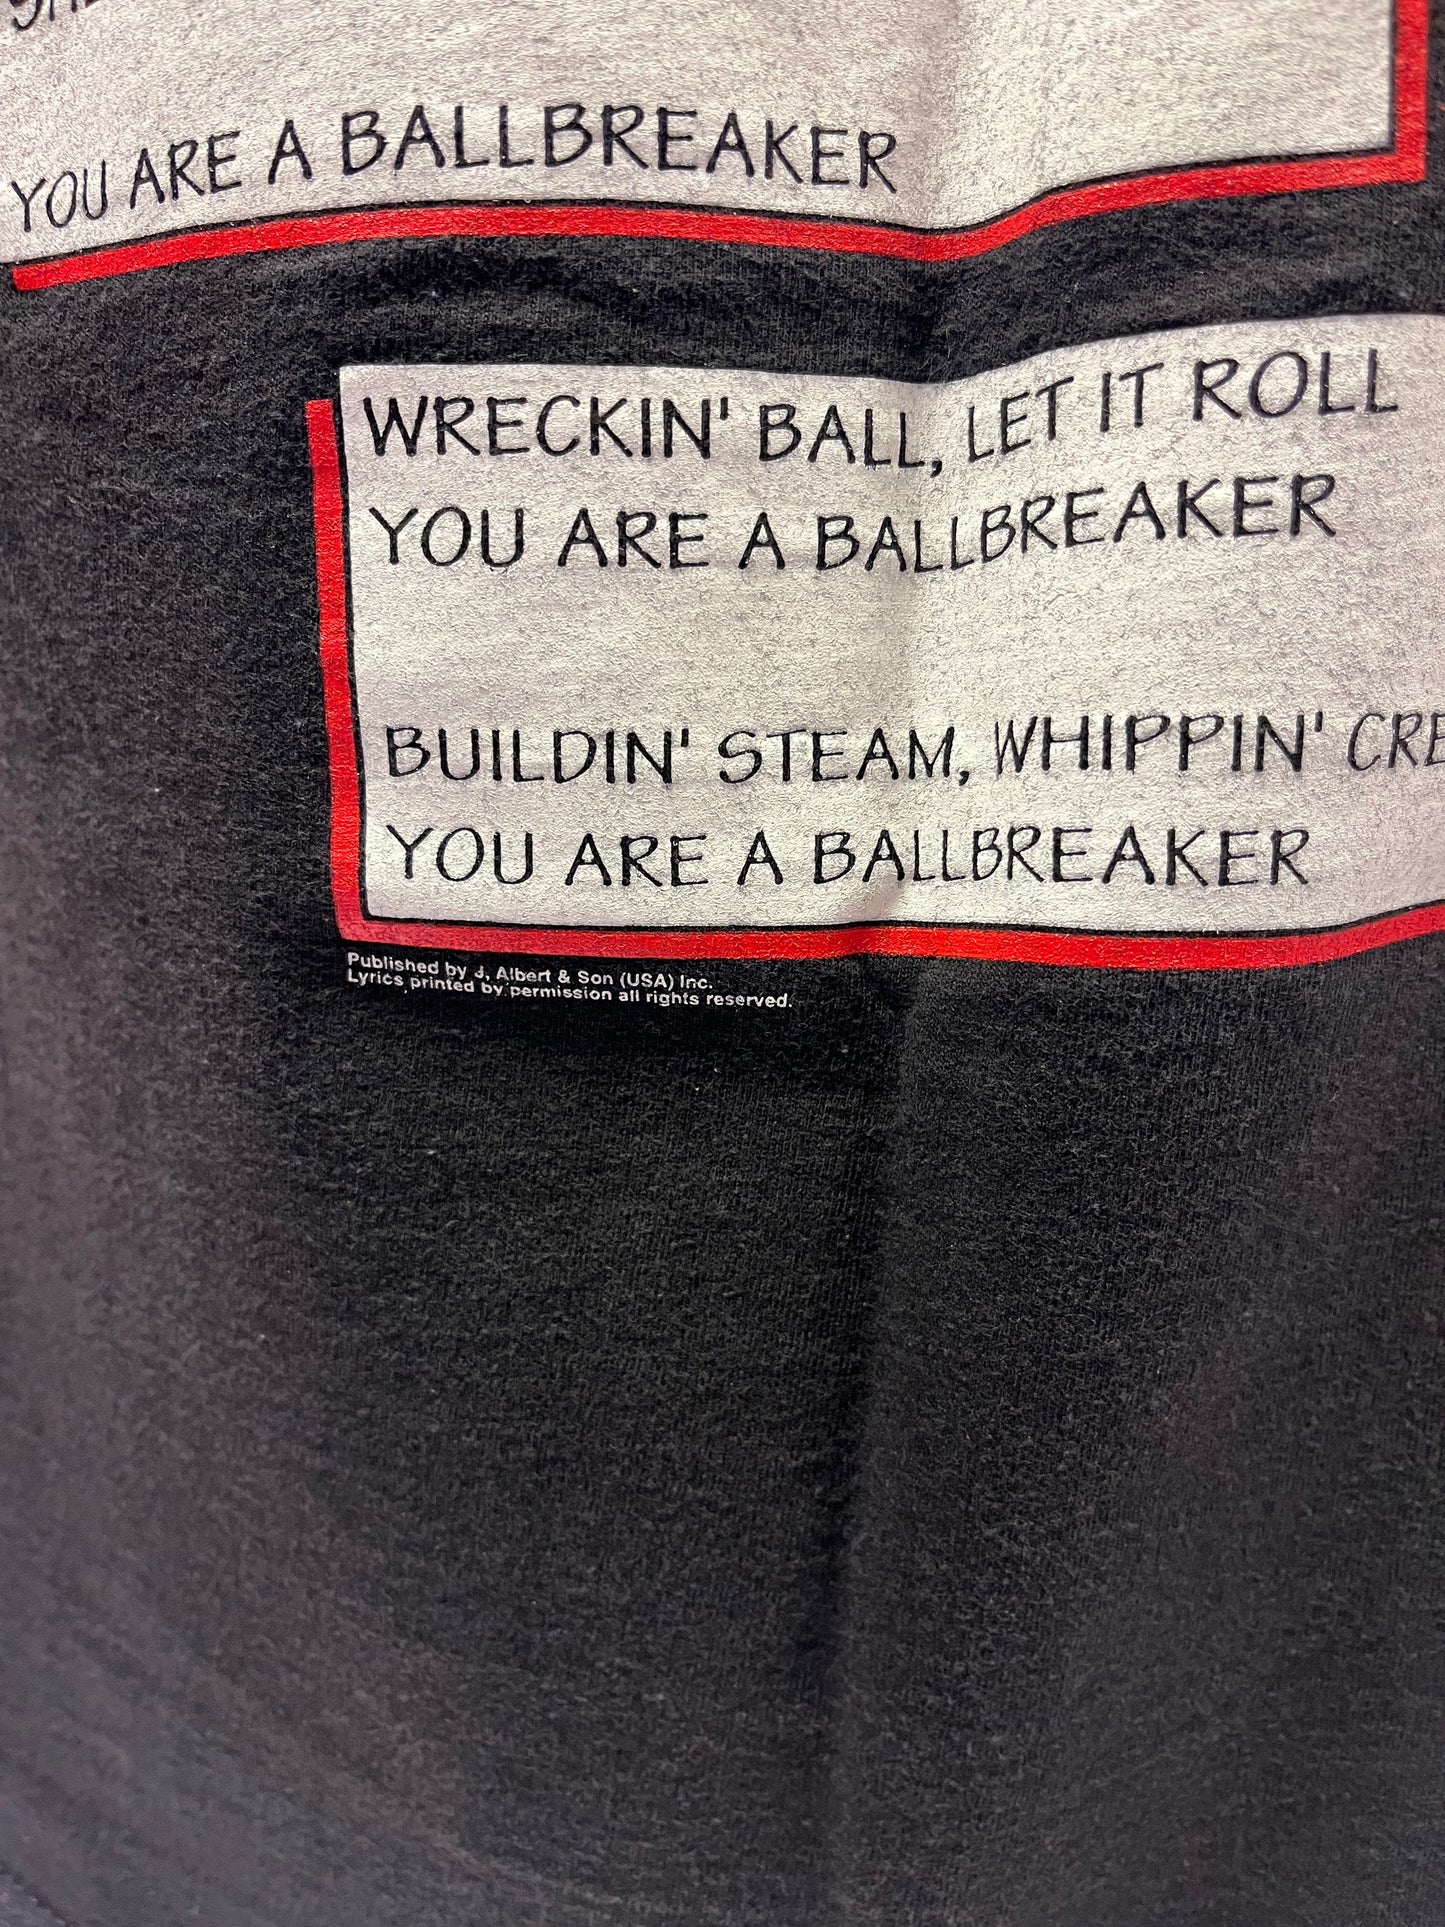 YOU ARE A BALLBREAKER
WRECKIN' BALL, LET IT ROLL
YOU ARE A BALLBREAKER
BUILDIN' STEAM, WHIPPIN'
YOU ARE A BALLBREAKER
Published by J. Albert & Son (USA) Inc.
Lyrics printed by permission all rights reserved.